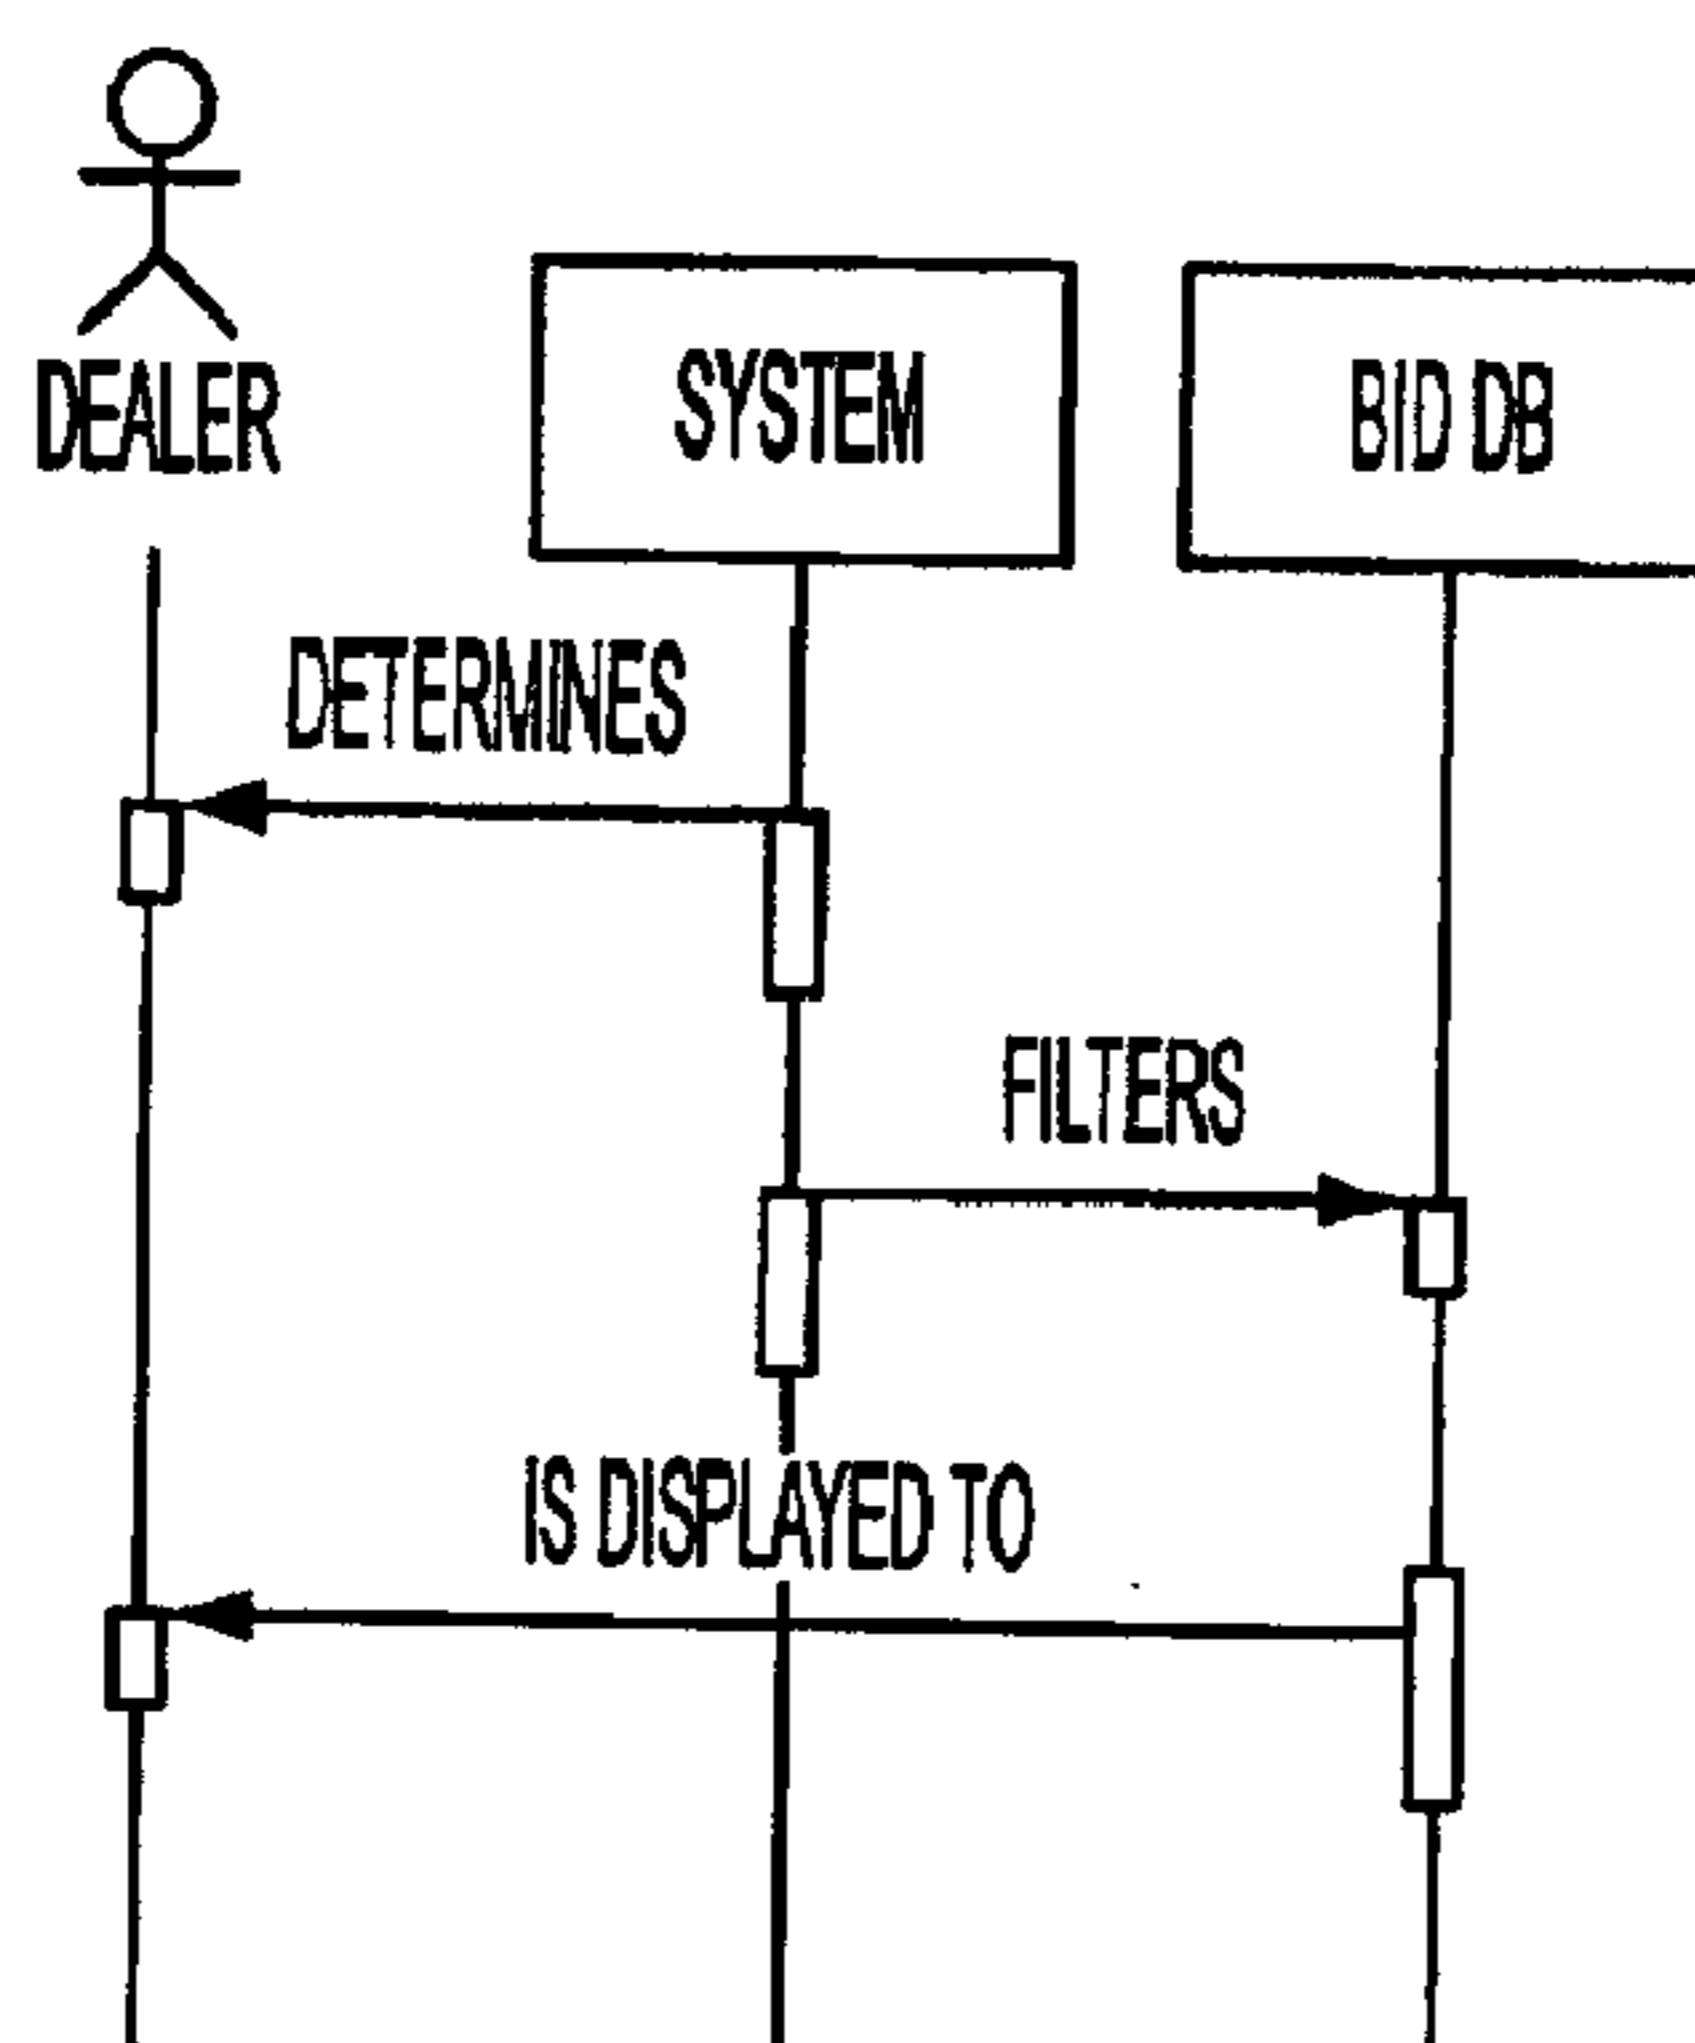 DEALER
SYSTEM
BID DB
DETERMINES
FILTERS
IS DISPLAYED TO